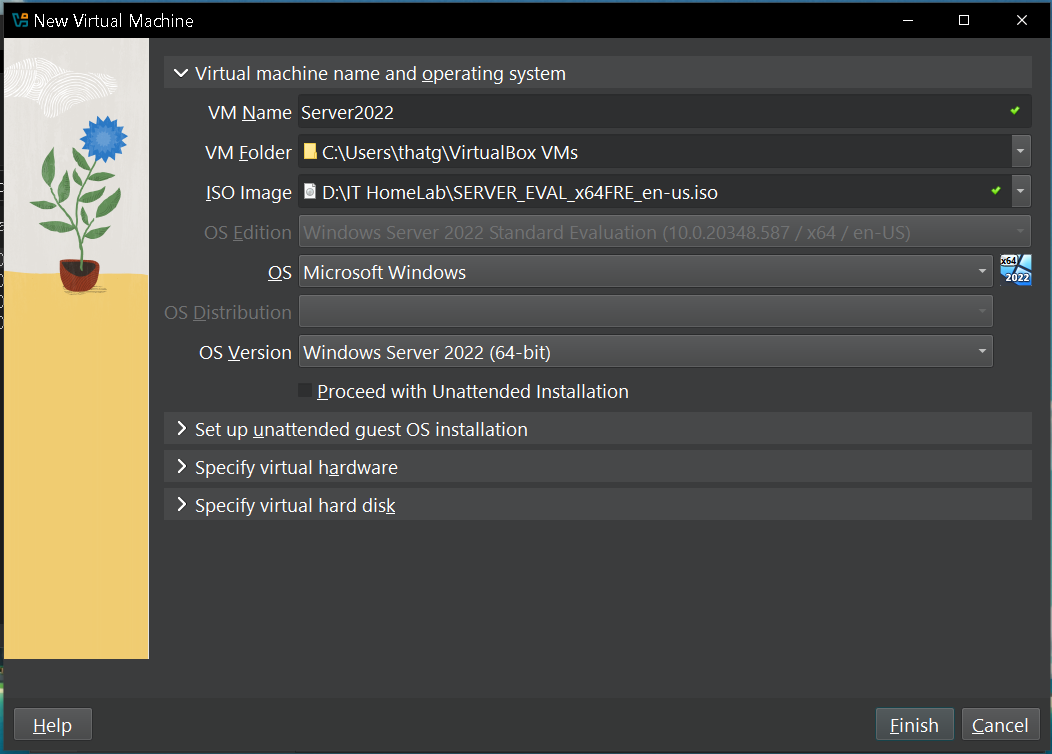 New Virtual Machine
Virtual machine name and operating system
VM Name Server2022
VM Folder C:\Users\thatg\VirtualBox VMs
ISO Image D:\IT HomeLab\SERVER_EVAL_x64FRE_en-us.iso
OS Edition Windows Server 2022 Standard Evaluation (10.0.20348.587 / x64 / en-US)
OS Microsoft Windows x64 2022
OS Distribution
OS Version Windows Server 2022 (64-bit)
Proceed with Unattended Installation
Set up unattended guest OS installation
Specify virtual hardware
Specify virtual hard disk
Help Finish Cancel